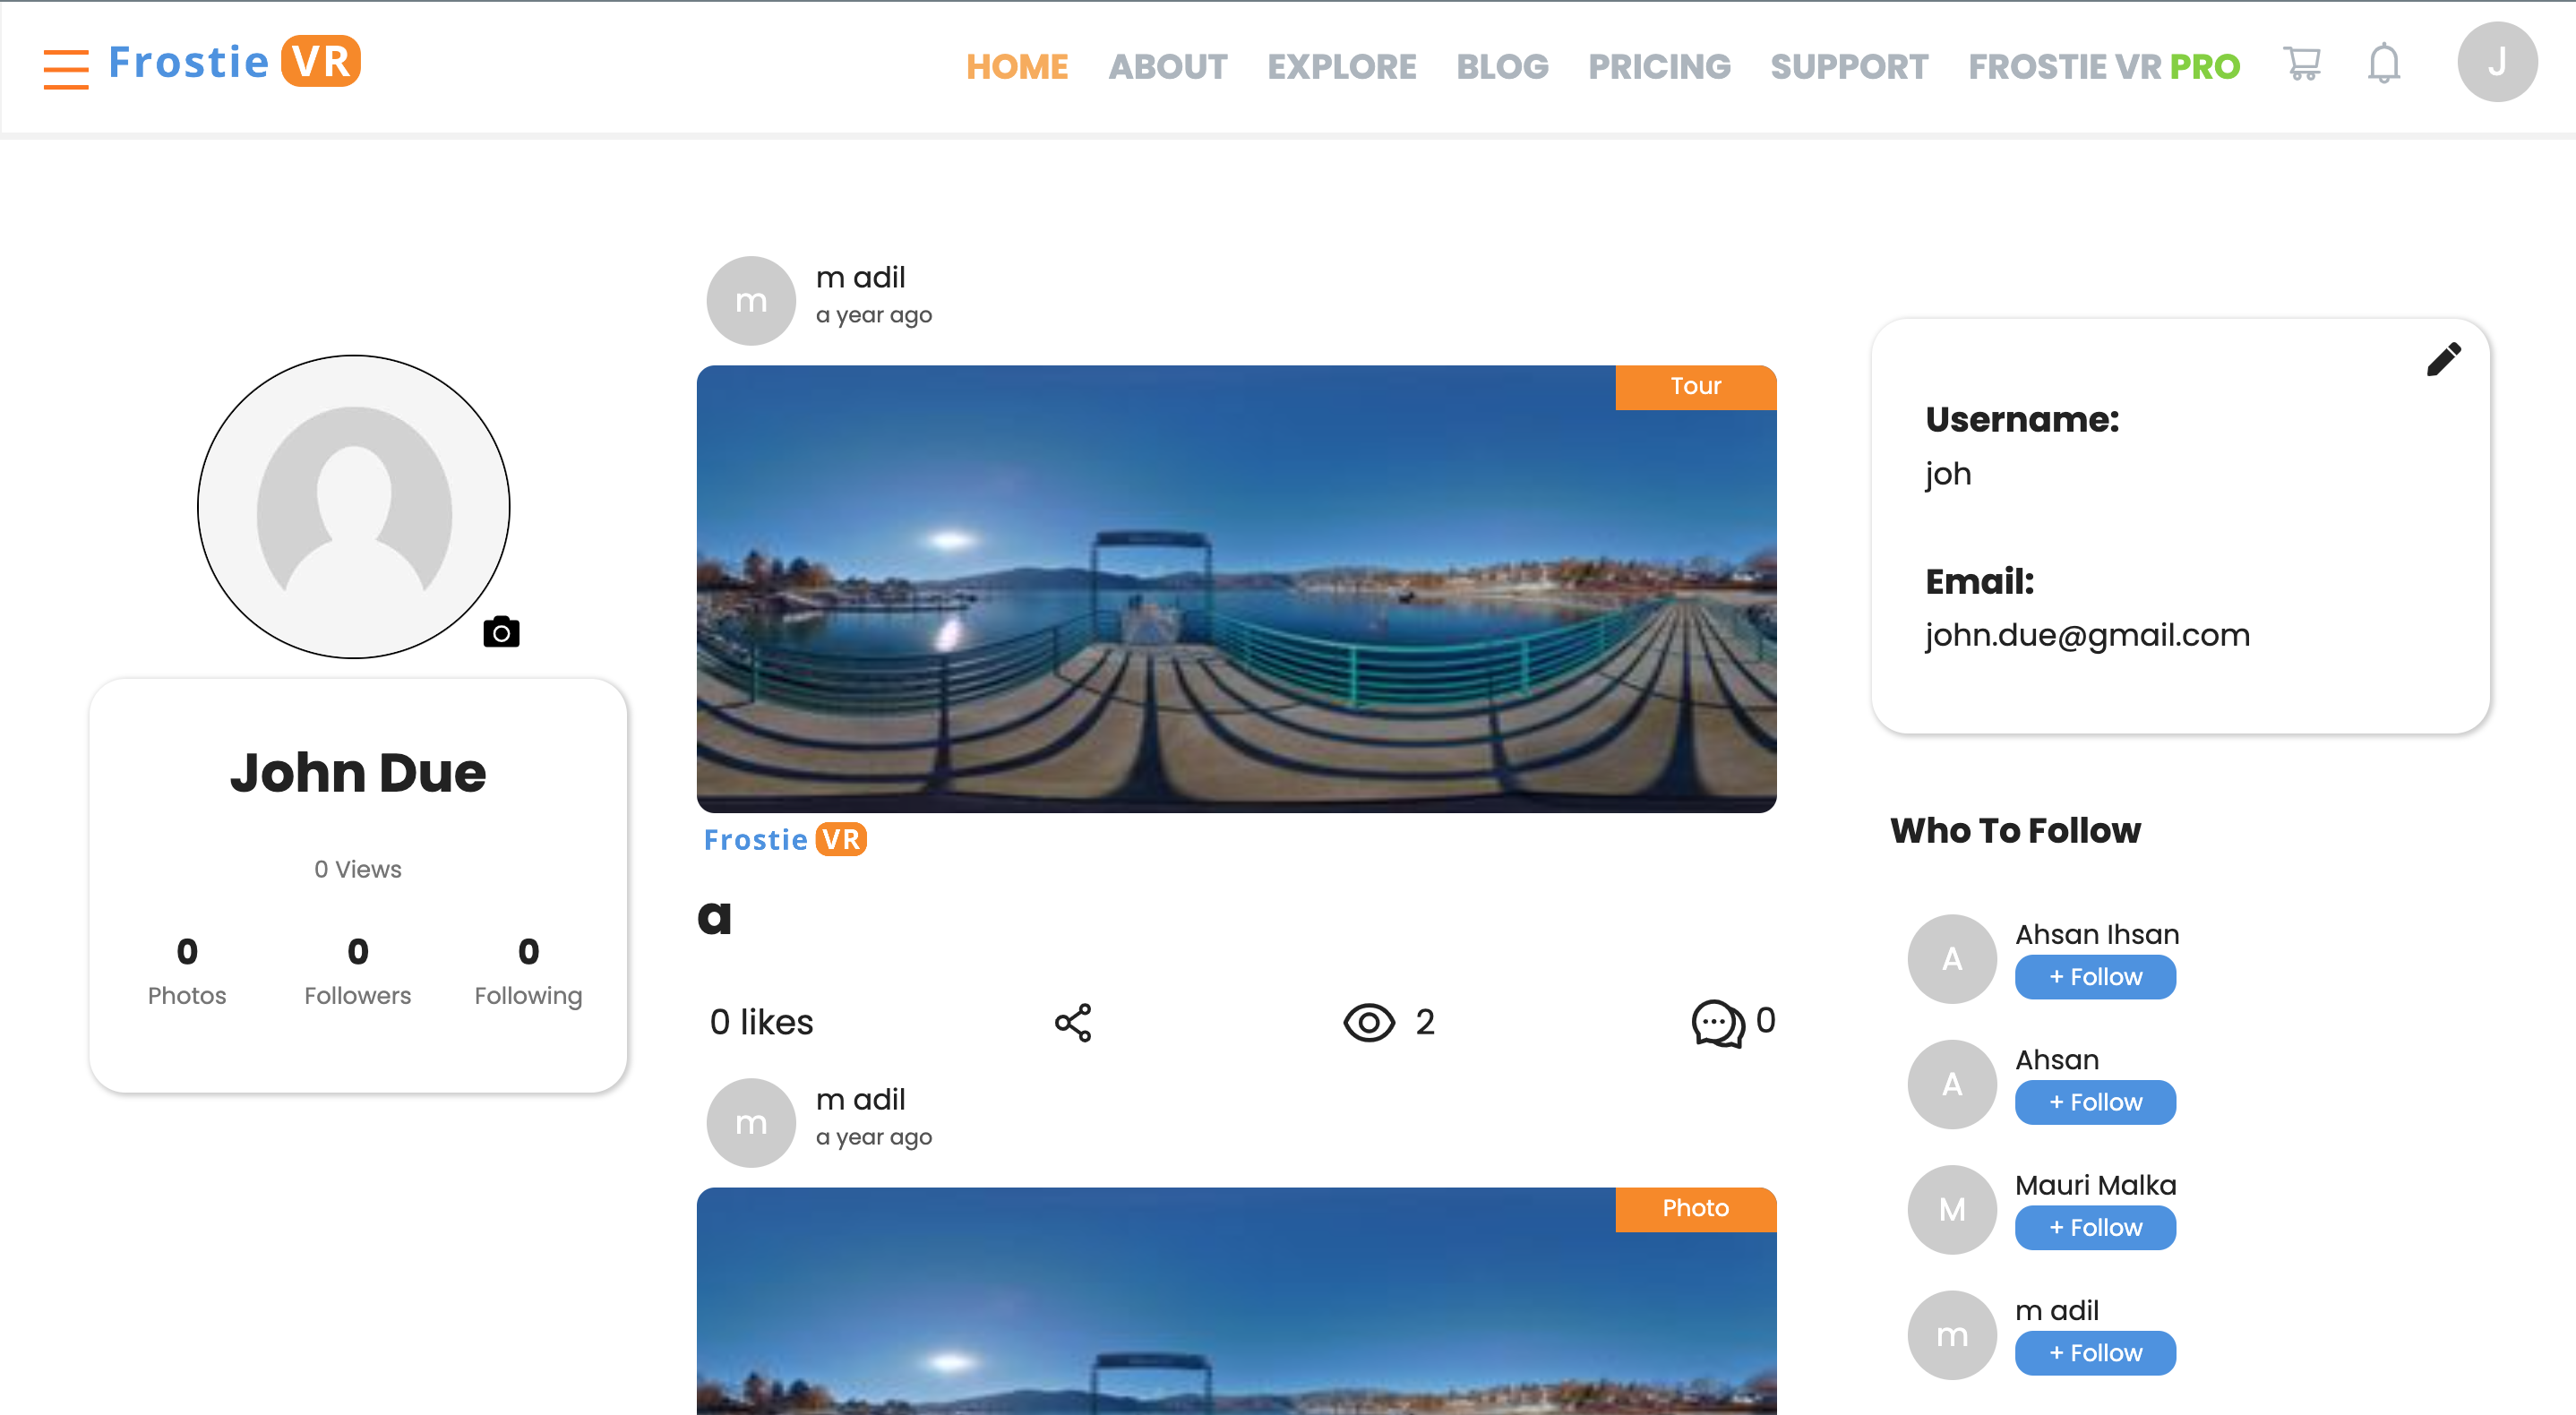 Frostie VR
HOME ABOUT EXPLORE BLOG PRICING SUPPORT FROSTIE VR PRO
J
John Due
0 Views
0 0 0
Photos Followers Following
m
m adil
a year ago
Tour
Frostie VR
a
0 likes
2
0
m
m adil
a year ago
Photo
Username:
joh
Email:
john.due@gmail.com
Who To Follow
A
Ahsan Ihsan
+ Follow
A
Ahsan
+ Follow
M
Mauri Malka
+ Follow
m
m adil
+ Follow